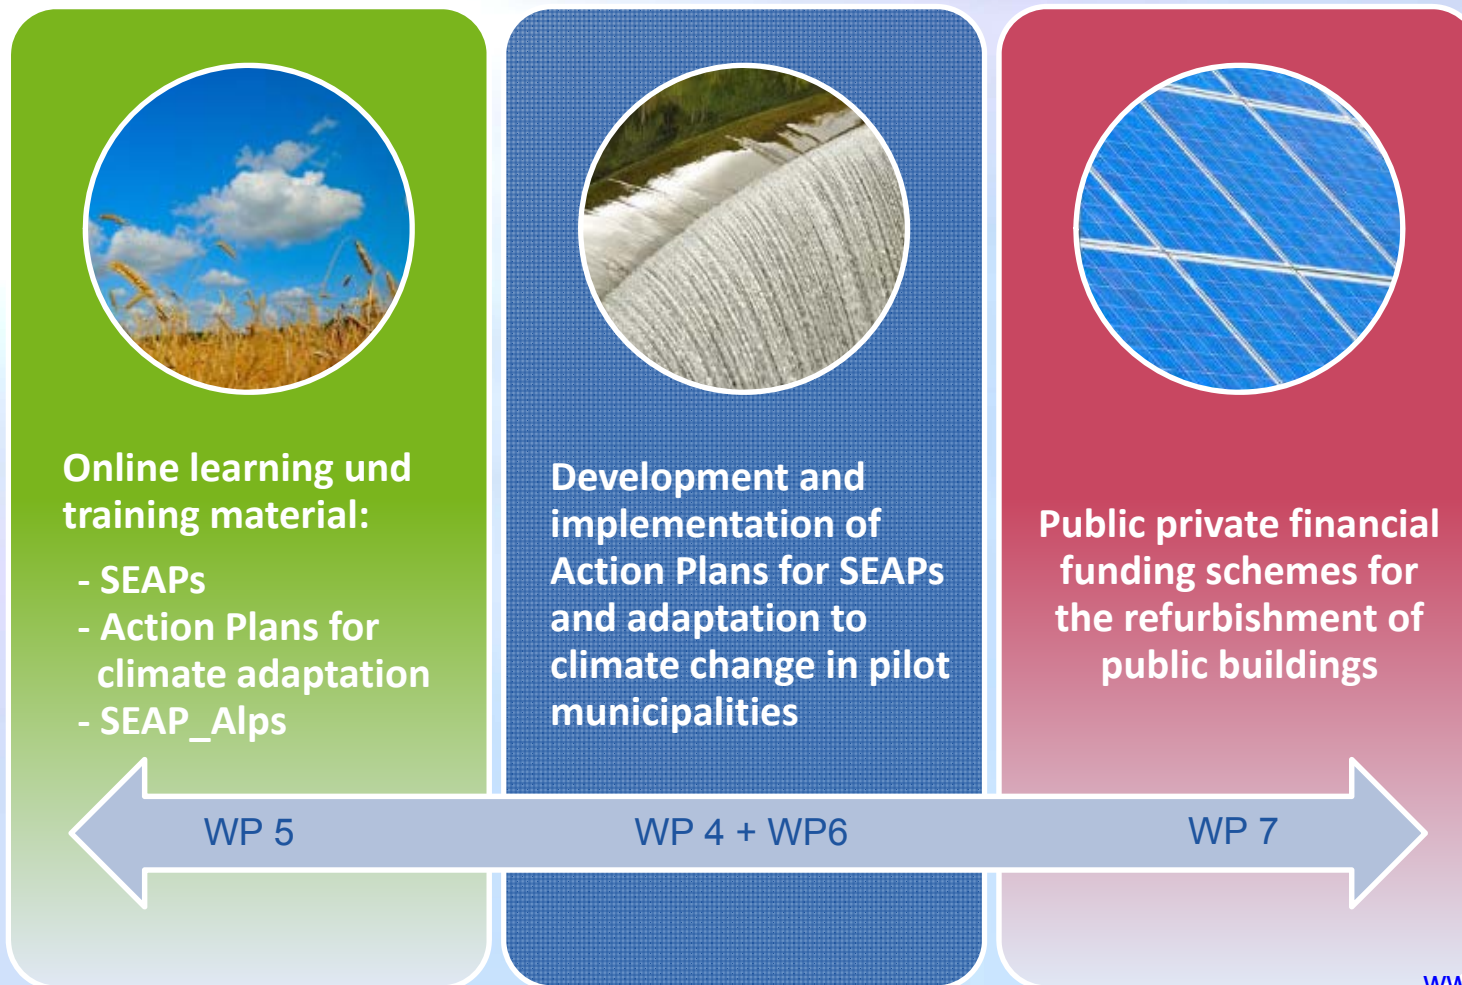 Online learning und
training material:
- SEAPs
- Action Plans for
climate adaptation
- SEAP_Alps
Development and
implementation of
Action Plans for SEAPs
and adaptation to
climate change in pilot
municipalities
Public private financial
funding schemes for
the refurbishment of
public buildings
WP 5
WP 4 + WP6
WP 7